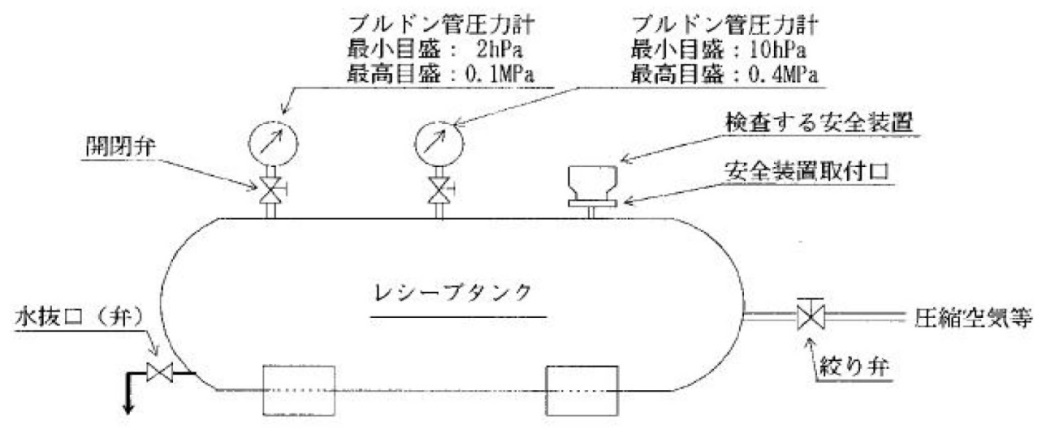 ブルドン管圧力計
最小目盛： 2hPa
最高目盛：0.1MPa
ブルドン管圧力計
最小目盛：10hPa
最高目盛：0.4MPa
開閉弁
検査する安全装置
安全装置取付口
レシーブタンク
水抜口（弁）
圧縮空気等
絞り弁